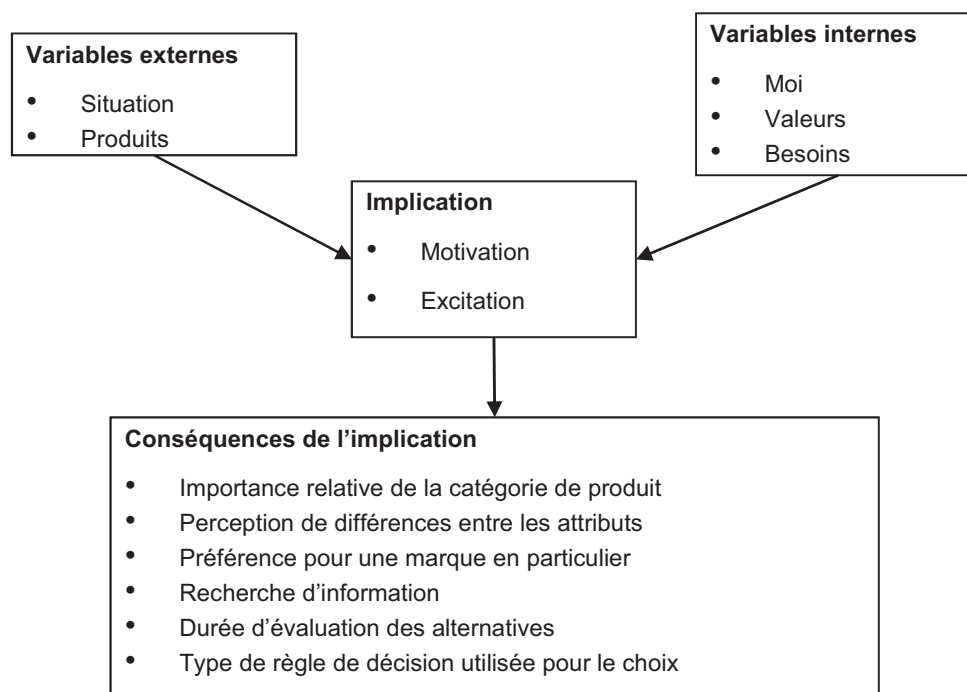 Variables externes
• Situation
• Produits
Variables internes
• Moi
• Valeurs
• Besoins
Implication
• Motivation
• Excitation
Conséquences de l’implication
• Importance relative de la catégorie de produit
• Perception de différences entre les attributs
• Préférence pour une marque en particulier
• Recherche d’information
• Durée d’évaluation des alternatives
• Type de règle de décision utilisée pour le choix